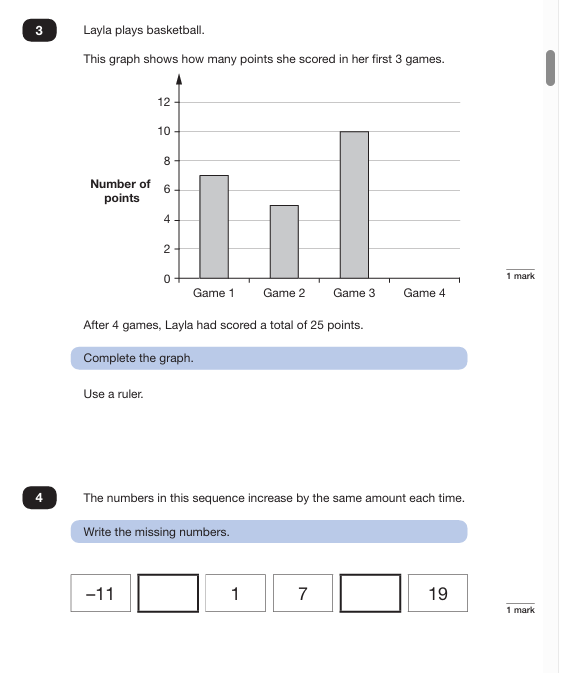 3
Layla plays basketball.
This graph shows how many points she scored in her first 3 games.
12
10
8
Number of
points
6
4
2
0
Game 1 Game 2 Game 3 Game 4
1 mark
After 4 games, Layla had scored a total of 25 points.
Complete the graph.
Use a ruler.
4
The numbers in this sequence increase by the same amount each time.
Write the missing numbers.
–11 1 7 19
1 mark